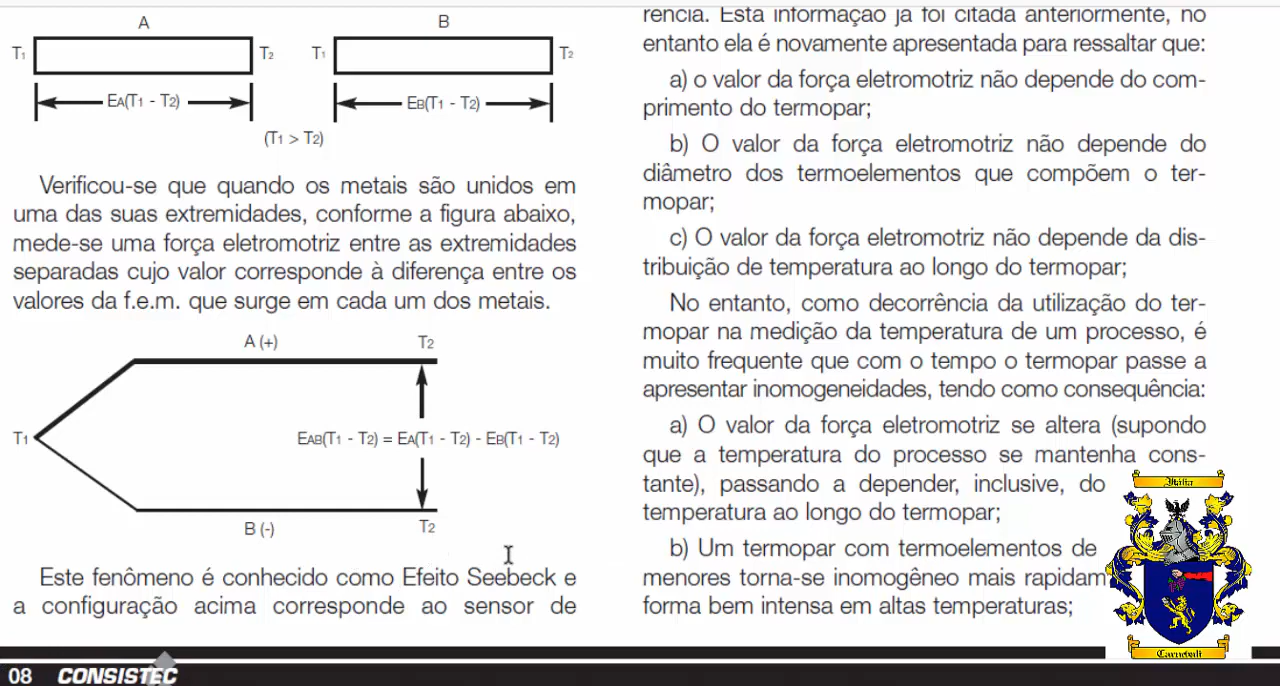 A
B
T1
T2
T1
T2
EA(T1 - T2)
EB(T1 - T2)
(T1 > T2)
Verificou-se que quando os metais são unidos em
uma das suas extremidades, conforme a figura abaixo,
mede-se uma força eletromotriz entre as extremidades
separadas cujo valor corresponde à diferença entre os
valores da f.e.m. que surge em cada um dos metais.
A (+)
T2
T1
EAB(T1 - T2) = EA(T1 - T2) - EB(T1 - T2)
B (-)
T2
Este fenômeno é conhecido como Efeito Seebeck e
a configuração acima corresponde ao sensor de
rência. Esta informação já foi citada anteriormente, no
entanto ela é novamente apresentada para ressaltar que:
a) o valor da força eletromotriz não depende do com-
primento do termopar;
b) O valor da força eletromotriz não depende do
diâmetro dos termoelementos que compõem o ter-
mopar;
c) O valor da força eletromotriz não depende da dis-
tribuição de temperatura ao longo do termopar;
No entanto, como decorrência da utilização do ter-
mopar na medição da temperatura de um processo, é
muito frequente que com o tempo o termopar passe a
apresentar inomogeneidades, tendo como consequência:
a) O valor da força eletromotriz se altera (supondo
que a temperatura do processo se mantenha cons-
tante), passando a depender, inclusive, do
temperatura ao longo do termopar;
b) Um termopar com termoelementos de
menores torna-se inomogêneo mais rapidam
forma bem intensa em altas temperaturas;
Itália
Carnebali
08 CONSISTEC